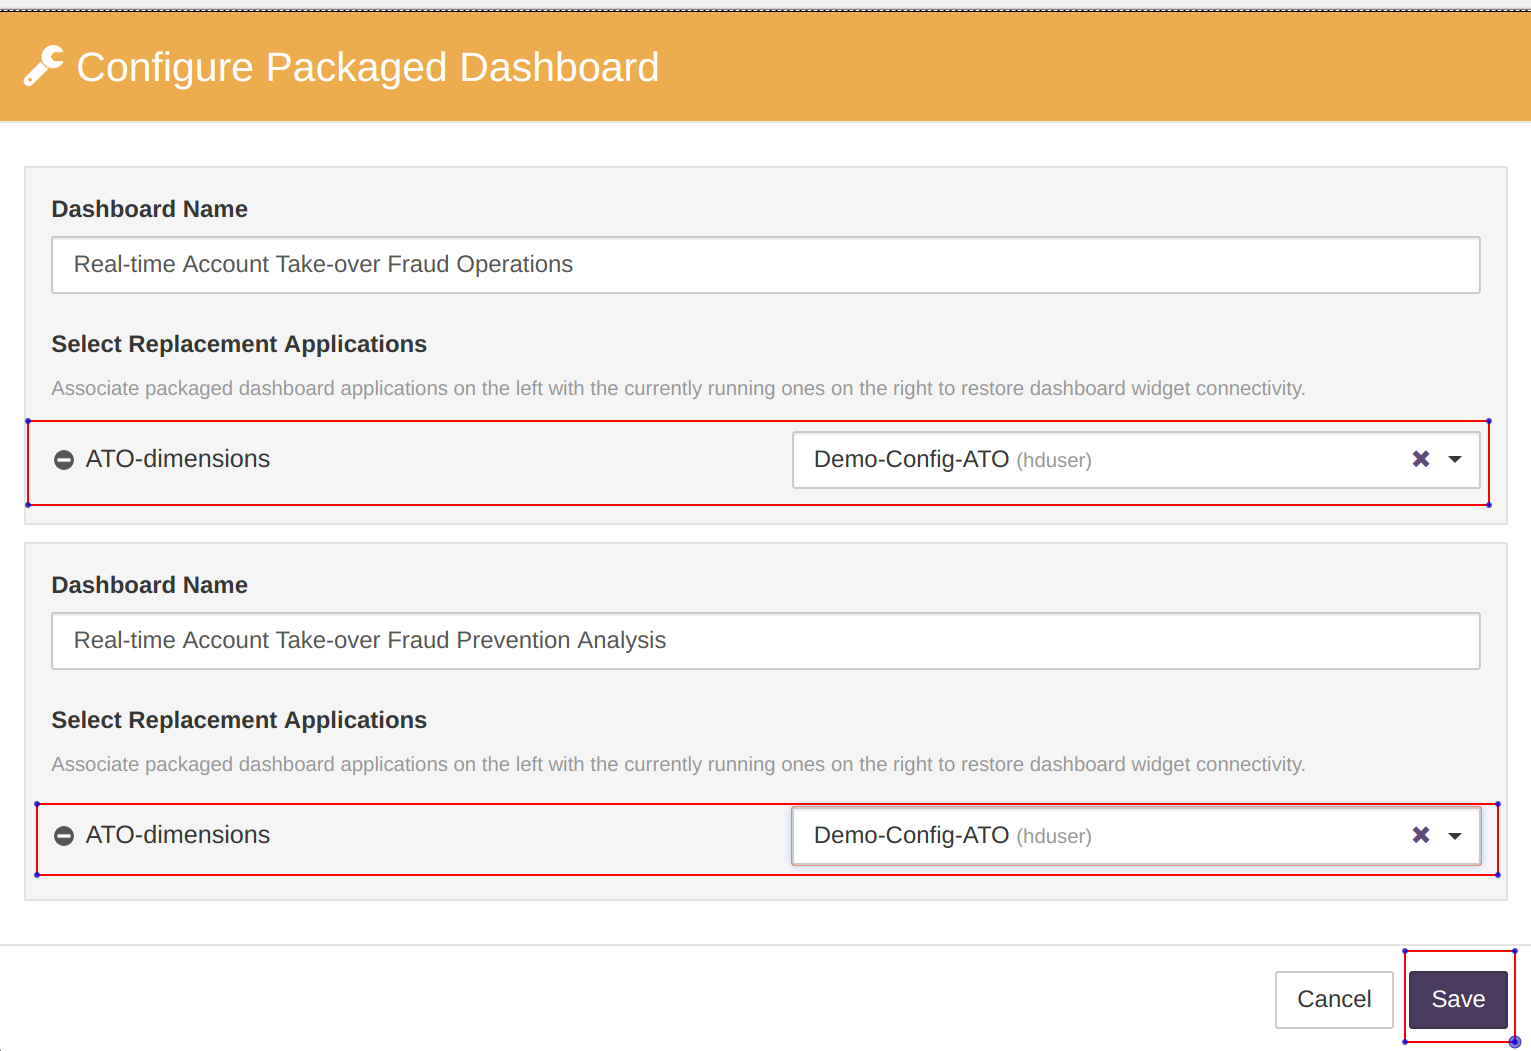 Configure Packaged Dashboard
Dashboard Name
Real-time Account Take-over Fraud Operations
Select Replacement Applications
Associate packaged dashboard applications on the left with the currently running ones on the right to restore dashboard widget connectivity.
ATO-dimensions Demo-Config-ATO (hduser)
Dashboard Name
Real-time Account Take-over Fraud Prevention Analysis
Select Replacement Applications
Associate packaged dashboard applications on the left with the currently running ones on the right to restore dashboard widget connectivity.
ATO-dimensions Demo-Config-ATO (hduser)
Cancel Save